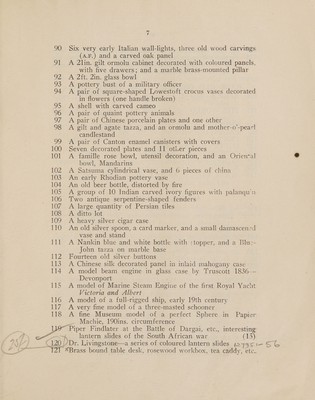 7
90 Six very early Italian wall-lights, three old wood carvings
(A.F.) and a carved oak panel
91 A 21in. gilt ormolu cabinet decorated with coloured panels,
with five drawers; and a marble brass-mounted pillar
92 A 2ft. 2in. glass bowl
93 A pottery bust of a military officer
94 A pair of square-shaped Lowestoft crocus vases decorated
in flowers (one handle broken)
95 A shell with carved cameo
96 A pair of quaint pottery animals
97 A pair of Chinese porcelain plates and one other
98 A gilt and agate tazza, and an ormolu and mother-o'-pearl
candlestand
99 A pair of Canton enamel canisters with covers
100 Seven decorated plates and 11 other pieces
101 A famille rose bowl, utensil decoration, and an Oriental
bowl, Mandarins
102 A Satsuma cylindrical vase, and 6 pieces of china
103 An early Rhodian pottery vase
104 An old beer bottle, distorted by fire
105 A group of 10 Indian carved ivory figures with palanquin
106 Two antique serpentine-shaped fenders
107 A large quantity of Persian tiles
108 A ditto lot
109 A heavy silver cigar case
110 An old silver spoon, a card marker, and a small damascened
vase and stand
111 A Nankin blue and white bottle with stopper, and a Blue-
John tazza on marble base
112 Fourteen old silver buttons
113 A Chinese silk decorated panel in inlaid mahogany case
114 A model beam engine in glass case by Truscott 1836—
Devonport
115 A model of Marine Steam Engine of the first Royal Yacht
Victoria and Albert
116 A model of a full-rigged ship, early 19th century
117 A very fine model of a three-masted schooner
118 A fine Museum model of a perfect Sphere in Papier
Machie, 190ins. circumference
119 Piper Findlater at the Battle of Dargai, etc., interesting
lantern slides of the South African war (15)
120 Dr. Livingstone—a series of coloured lantern slides
121 Brass bound table desk, rosewood workbox, tea caddy, etc.